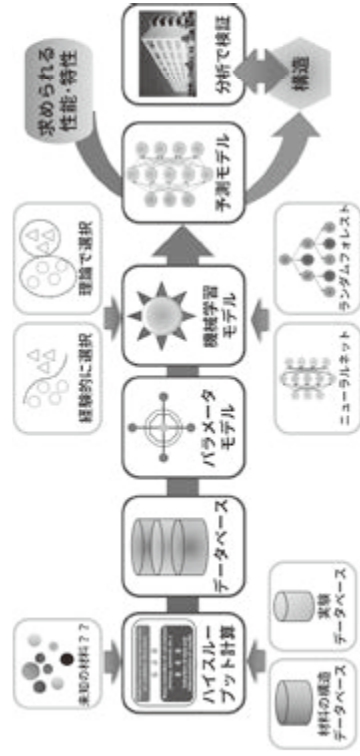 未知の材料??
ハイスルー
プット計算
材料の構造
データベース
実験
データベース
データベース
パラメータ
モデル
経験的に選択
理論で選択
機械学習
モデル
ニューラルネット
ランダムフォレスト
予測モデル
求められる
性能・特性
分析で検証
構造